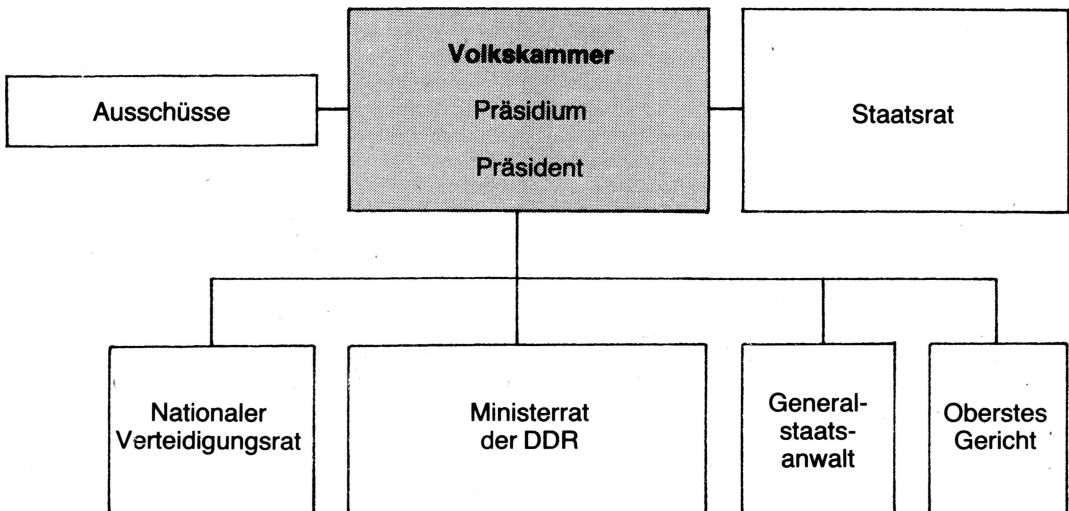 Volkskammer
Präsidium
Präsident
Ausschüsse
Staatsrat
Nationaler
Verteidigungsrat
Ministerrat
der DDR
General-
staats-
anwalt
Oberstes
Gericht